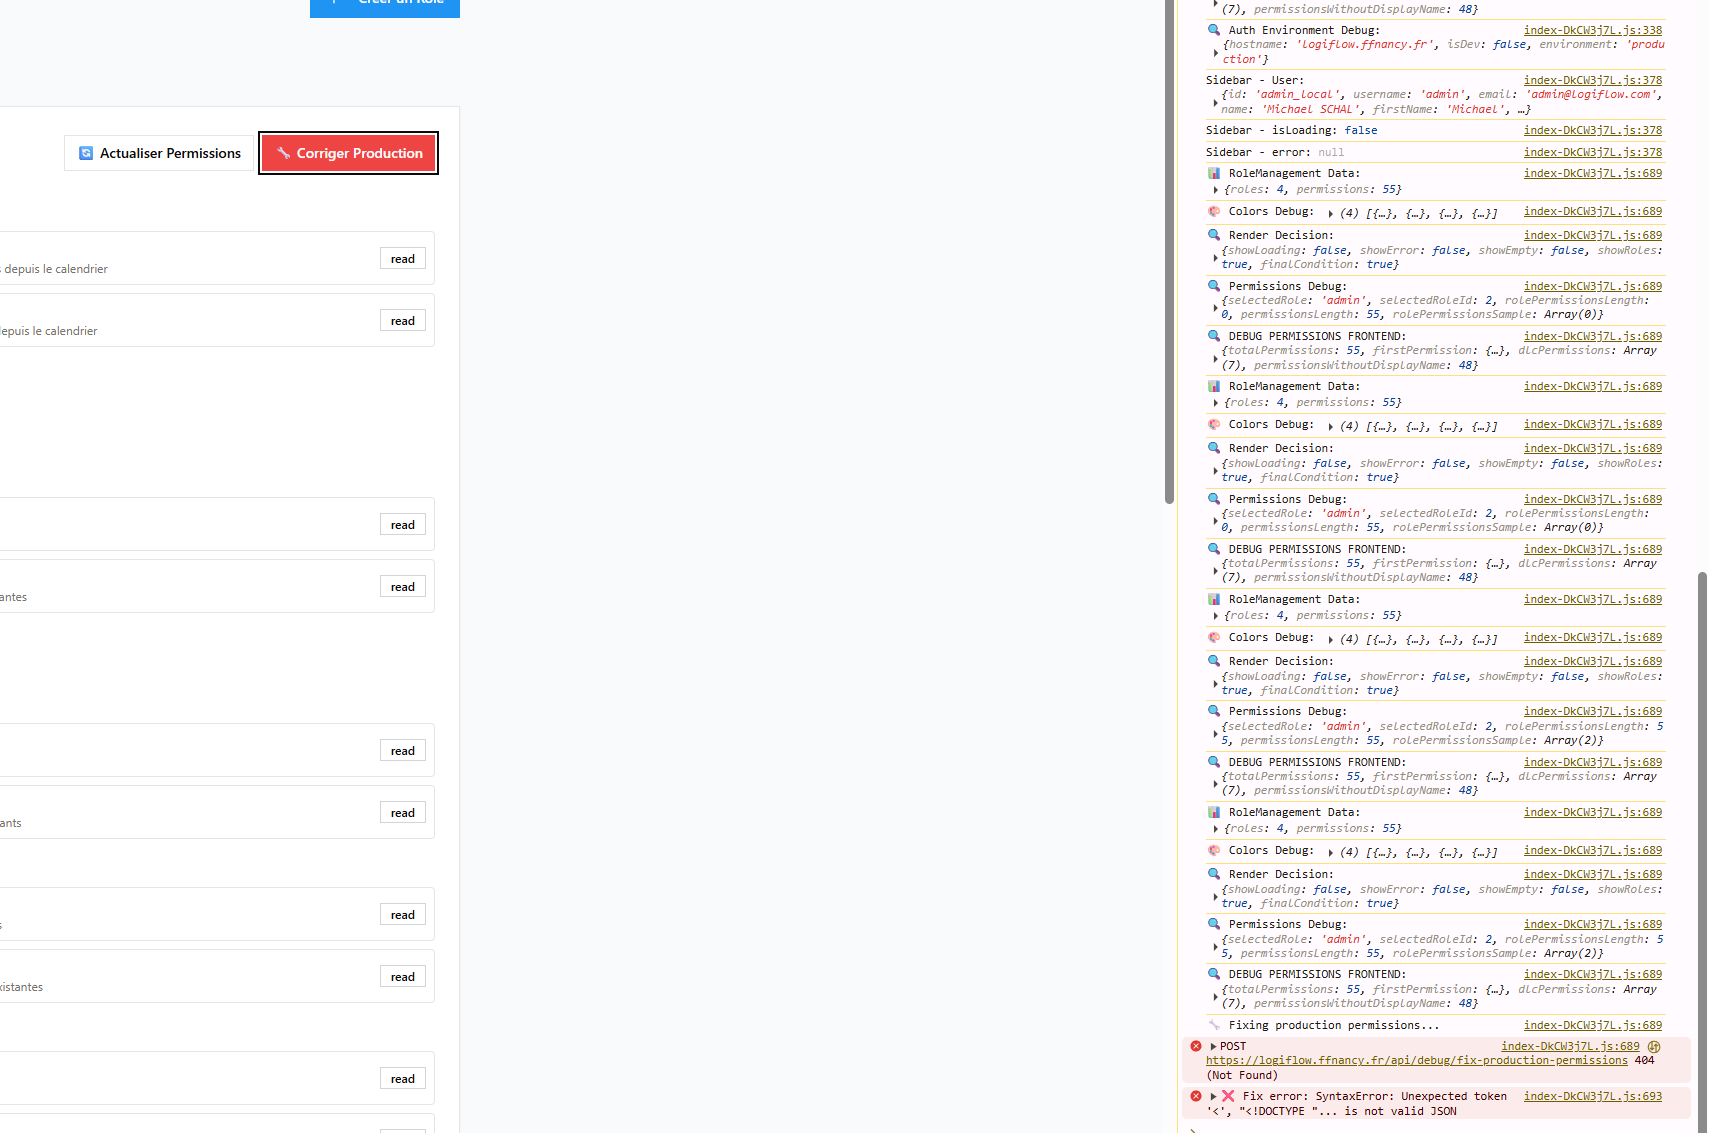 Créer un Rôle
Actualiser Permissions
Corriger Production
read
depuis le calendrier
read
depuis le calendrier
read
read
antes
read
read
ants
read
read
xistantes
read
(7), permissionsWithoutDisplayName: 48}
Auth Environment Debug: index-DkCW3j7L.js:338
{hostname: 'logiflow.ffnancy.fr', isDev: false, environment: 'produ
ction'}
Sidebar - User: index-DkCW3j7L.js:378
{id: 'admin_local', username: 'admin', email: 'admin@logiflow.com',
name: 'Michael SCHAL', firstName: 'Michael', …}
Sidebar - isLoading: false index-DkCW3j7L.js:378
Sidebar - error: null index-DkCW3j7L.js:378
RoleManagement Data: index-DkCW3j7L.js:689
{roles: 4, permissions: 55}
Colors Debug: (4) [{…}, {…}, {…}, {…}] index-DkCW3j7L.js:689
Render Decision: index-DkCW3j7L.js:689
{showLoading: false, showError: false, showEmpty: false, showRoles:
true, finalCondition: true}
Permissions Debug: index-DkCW3j7L.js:689
{selectedRole: 'admin', selectedRoleId: 2, rolePermissionsLength:
0, permissionsLength: 55, rolePermissionsSample: Array(0)}
DEBUG PERMISSIONS FRONTEND: index-DkCW3j7L.js:689
{totalPermissions: 55, firstPermission: {…}, dlcPermissions: Array
(7), permissionsWithoutDisplayName: 48}
RoleManagement Data: index-DkCW3j7L.js:689
{roles: 4, permissions: 55}
Colors Debug: (4) [{…}, {…}, {…}, {…}] index-DkCW3j7L.js:689
Render Decision: index-DkCW3j7L.js:689
{showLoading: false, showError: false, showEmpty: false, showRoles:
true, finalCondition: true}
Permissions Debug: index-DkCW3j7L.js:689
{selectedRole: 'admin', selectedRoleId: 2, rolePermissionsLength:
0, permissionsLength: 55, rolePermissionsSample: Array(0)}
DEBUG PERMISSIONS FRONTEND: index-DkCW3j7L.js:689
{totalPermissions: 55, firstPermission: {…}, dlcPermissions: Array
(7), permissionsWithoutDisplayName: 48}
RoleManagement Data: index-DkCW3j7L.js:689
{roles: 4, permissions: 55}
Colors Debug: (4) [{…}, {…}, {…}, {…}] index-DkCW3j7L.js:689
Render Decision: index-DkCW3j7L.js:689
{showLoading: false, showError: false, showEmpty: false, showRoles:
true, finalCondition: true}
Permissions Debug: index-DkCW3j7L.js:689
{selectedRole: 'admin', selectedRoleId: 2, rolePermissionsLength: 5
5, permissionsLength: 55, rolePermissionsSample: Array(2)}
DEBUG PERMISSIONS FRONTEND: index-DkCW3j7L.js:689
{totalPermissions: 55, firstPermission: {…}, dlcPermissions: Array
(7), permissionsWithoutDisplayName: 48}
RoleManagement Data: index-DkCW3j7L.js:689
{roles: 4, permissions: 55}
Colors Debug: (4) [{…}, {…}, {…}, {…}] index-DkCW3j7L.js:689
Render Decision: index-DkCW3j7L.js:689
{showLoading: false, showError: false, showEmpty: false, showRoles:
true, finalCondition: true}
Permissions Debug: index-DkCW3j7L.js:689
{selectedRole: 'admin', selectedRoleId: 2, rolePermissionsLength: 5
5, permissionsLength: 55, rolePermissionsSample: Array(2)}
DEBUG PERMISSIONS FRONTEND: index-DkCW3j7L.js:689
{totalPermissions: 55, firstPermission: {…}, dlcPermissions: Array
(7), permissionsWithoutDisplayName: 48}
Fixing production permissions... index-DkCW3j7L.js:689
POST index-DkCW3j7L.js:689
https://logiflow.ffnancy.fr/api/debug/fix-production-permissions 404
(Not Found)
Fix error: SyntaxError: Unexpected token index-DkCW3j7L.js:693
'<', "<!DOCTYPE "... is not valid JSON